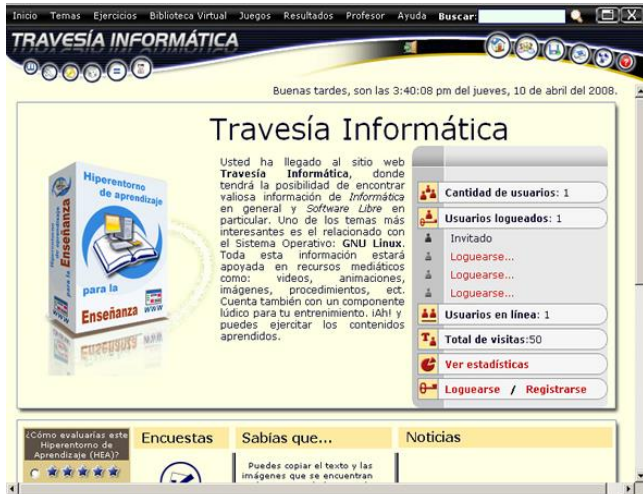 Inicio Temas Ejercicios Biblioteca Virtual Juegos Resultados Profesor Ayuda Buscar:
TRAVESÍA INFORMÁTICA
Buenas tardes, son las 3:40:08 pm del jueves, 10 de abril del 2008.
Travesía Informática
Hiperentorno
de aprendizaje
para la
Enseñanza
www
Hiperentorno de aprendizaje
para la Enseñanza
Usted ha llegado al sitio web
Travesía Informática, donde
tendrá la posibilidad de encontrar
valiosa información de Informática
en general y Software Libre en
particular. Uno de los temas más
interesantes es el relacionado con
el Sistema Operativo: GNU Linux.
Toda esta información estará
apoyada en recursos mediáticos
como: videos, animaciones,
imágenes, procedimientos, ect.
Cuenta también con un componente
lúdico para tu entrenimiento. ¡Ah! y
puedes ejercitar los contenidos
aprendidos.
Cantidad de usuarios: 1
Usuarios logueados: 1
Invitado
Loguearse...
Loguearse...
Loguearse...
Usuarios en línea: 1
Total de visitas:50
Ver estadísticas
Loguearse / Registrarse
¿Cómo evaluarías este
Hiperentorno de
Aprendizaje (HEA)?
Encuestas
Sabías que...
Puedes copiar el texto y las
imágenes que se encuentran
Noticias